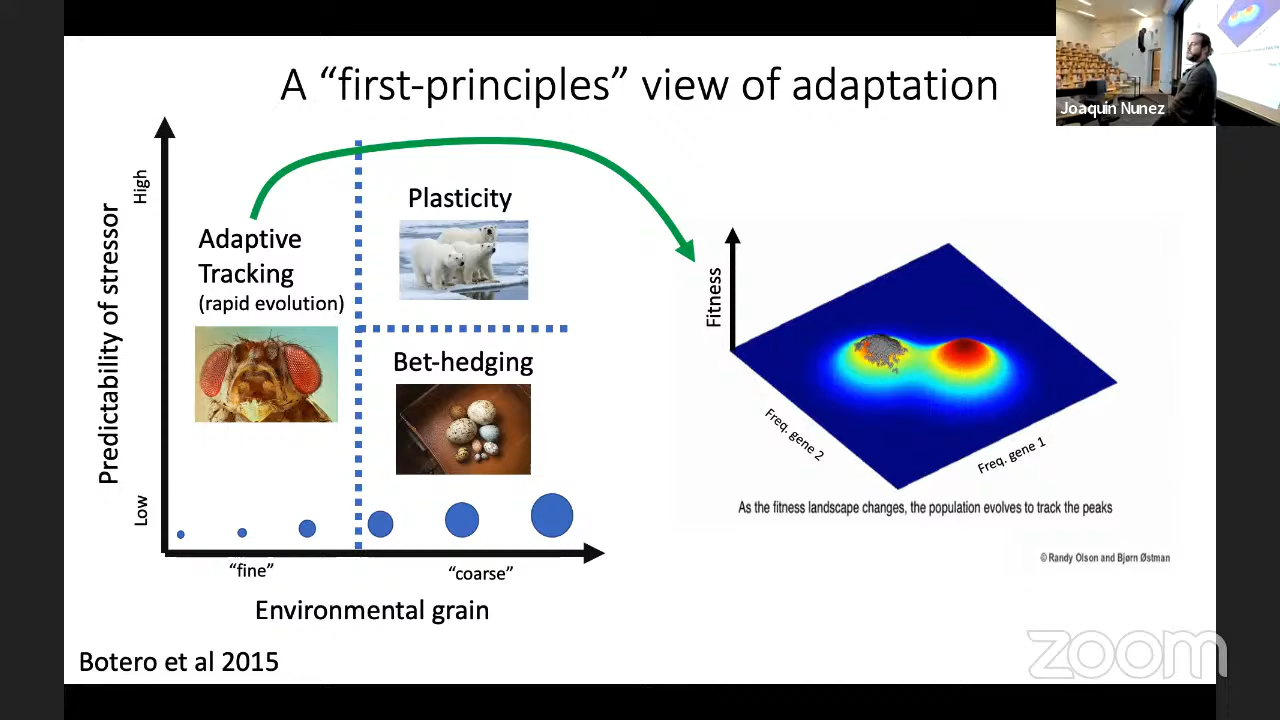 A “first-principles” view of adaptation
Joaquin Nunez
Predictability of stressor
High
Low
Adaptive
Tracking
(rapid evolution)
Plasticity
Bet-hedging
“fine”
“coarse”
Environmental grain
Botero et al 2015
Fitness
Freq. gene 2
Freq. gene 1
As the fitness landscape changes, the population evolves to track the peaks
© Randy Olson and Bjørn Østman
zoom